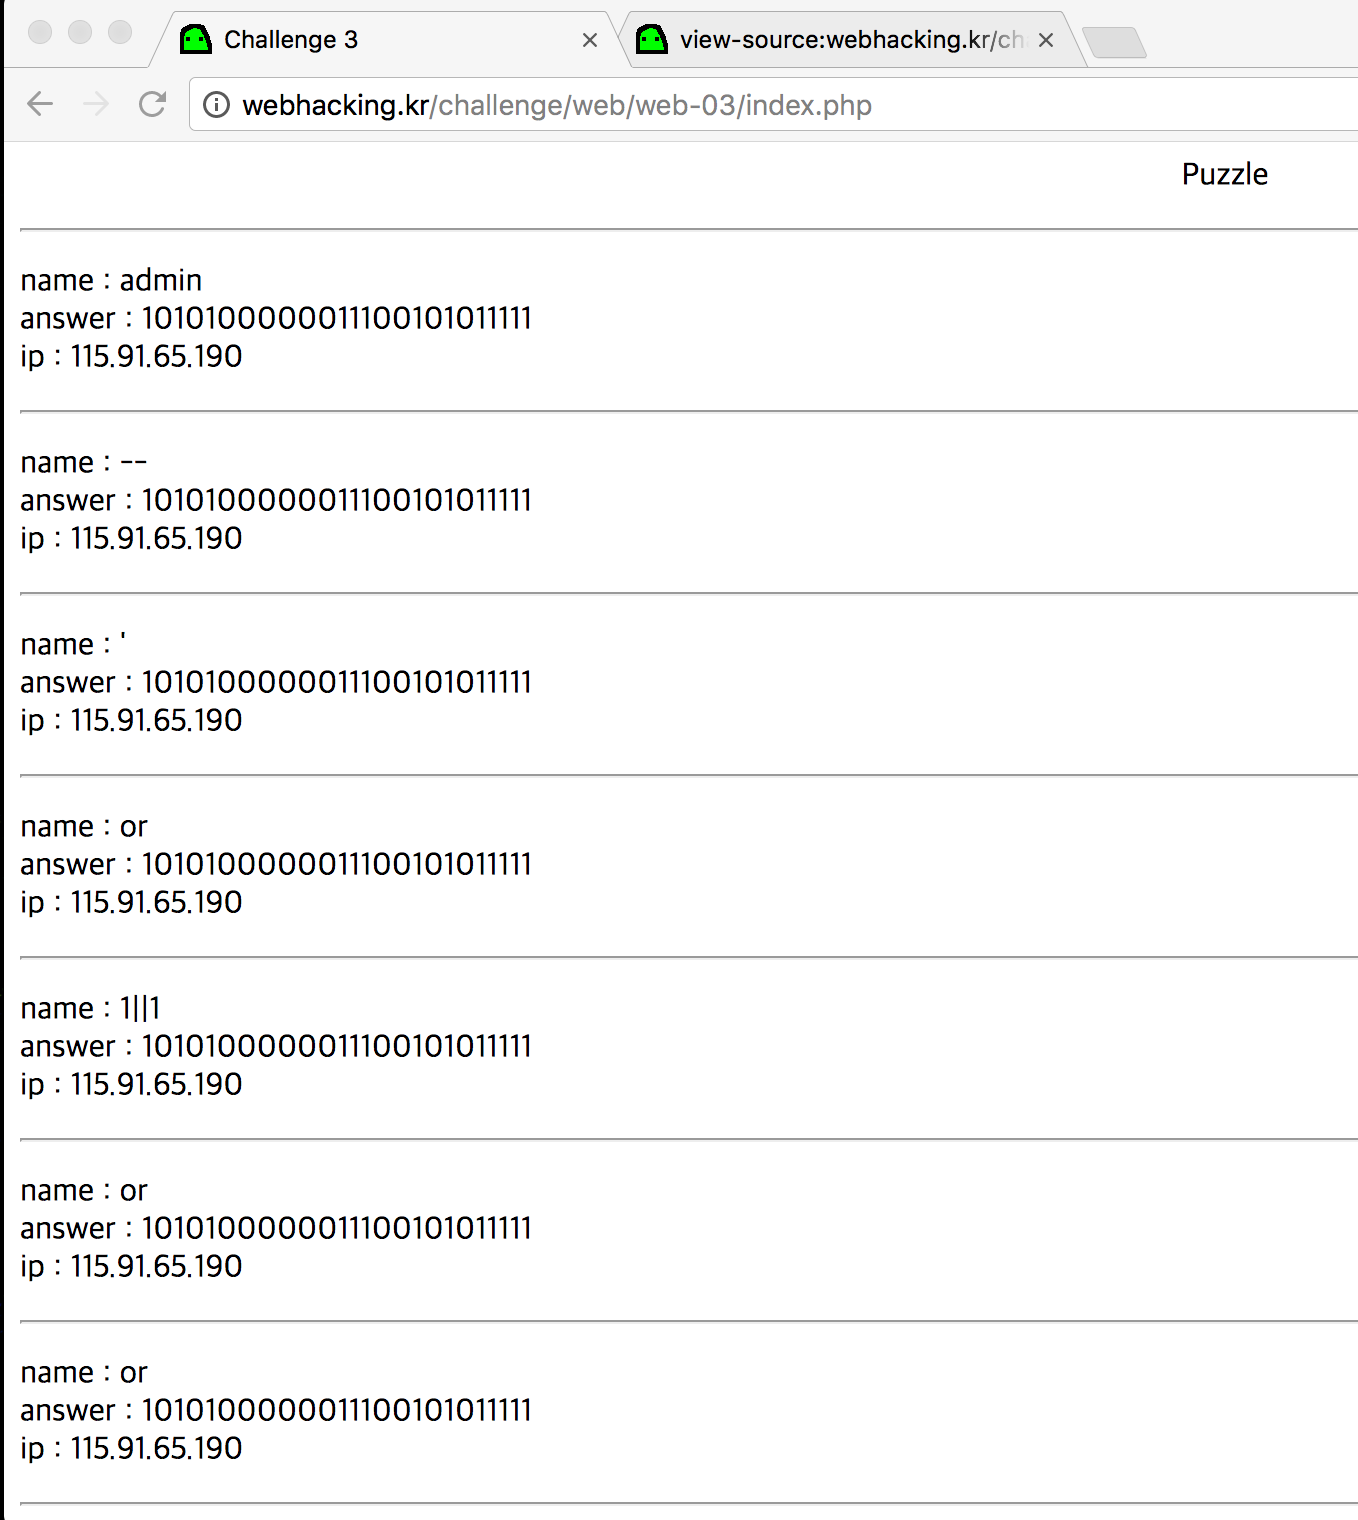 Challenge 3
view-source:webhacking.kr/ch
webhacking.kr/challenge/web/web-03/index.php
Puzzle
name : admin
answer : 1010100000011100101011111
ip : 115.91.65.190
name : --
answer : 1010100000011100101011111
ip : 115.91.65.190
name : '
answer : 1010100000011100101011111
ip : 115.91.65.190
name : or
answer : 1010100000011100101011111
ip : 115.91.65.190
name : 1||1
answer : 1010100000011100101011111
ip : 115.91.65.190
name : or
answer : 1010100000011100101011111
ip : 115.91.65.190
name : or
answer : 1010100000011100101011111
ip : 115.91.65.190